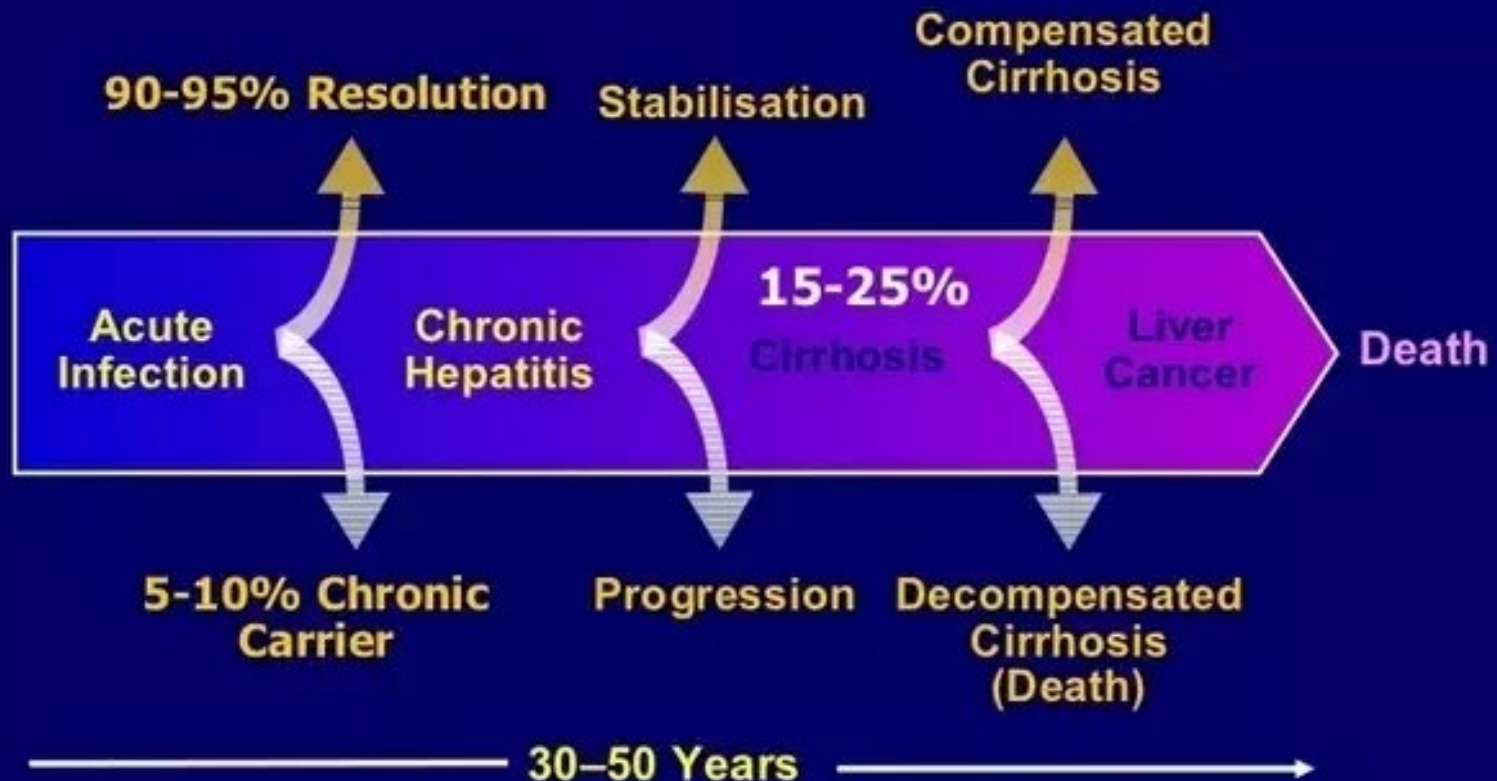 90-95% Resolution
Stabilisation
Compensated
Cirrhosis
Acute
Infection
Chronic
Hepatitis
15-25%
Cirrhosis
Liver
Cancer
Death
5-10% Chronic
Carrier
Progression
Decompensated
Cirrhosis
(Death)
30–50 Years